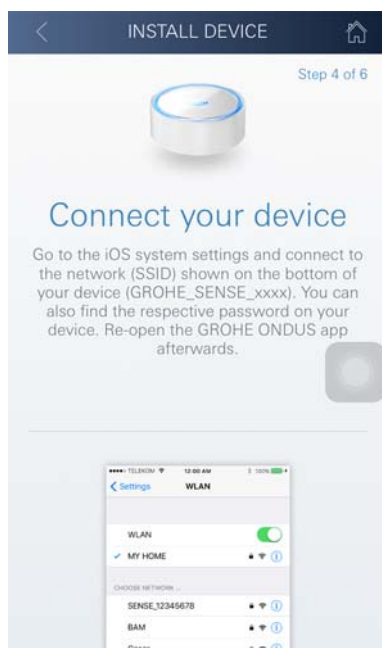 INSTALL DEVICE
Step 4 of 6
Connect your device
Go to the iOS system settings and connect to
the network (SSID) shown on the bottom of
your device (GROHE_SENSE_xxxx). You can
also find the respective password on your
device. Re-open the GROHE ONDUS app
afterwards.
TELEKOM 12:00 AM 100%
Settings WLAN
WLAN
MY HOME
CHOOSE NETWORK
SENSE_12345678
BAM